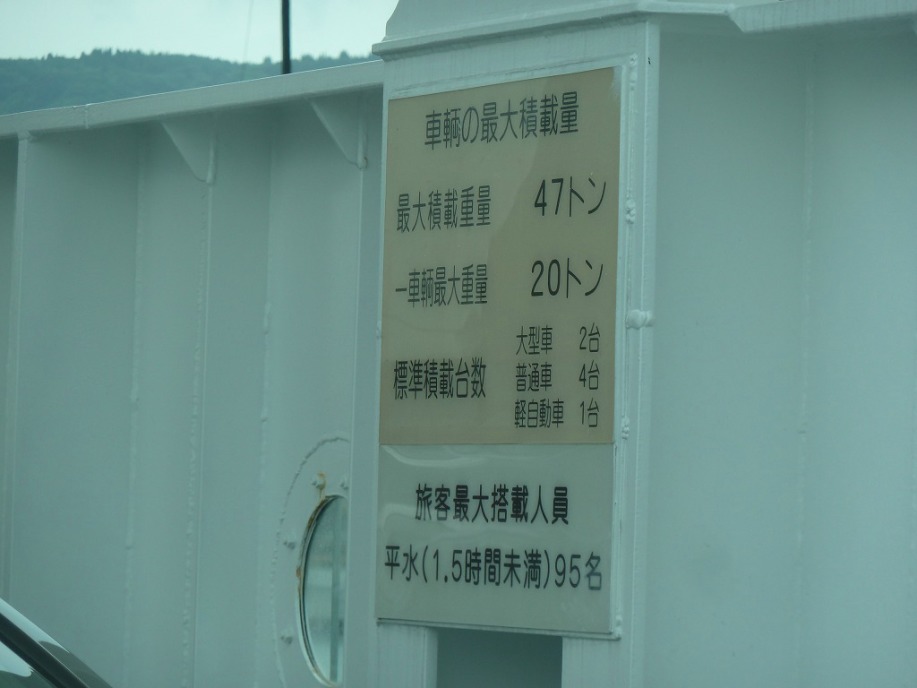 車輌の最大積載量
最大積載重量 47トン
一車輌最大重量 20トン
標準積載台数 大型車 2台
普通車 4台
軽自動車 1台
旅客最大搭載人員
平水(1.5時間未満)95名